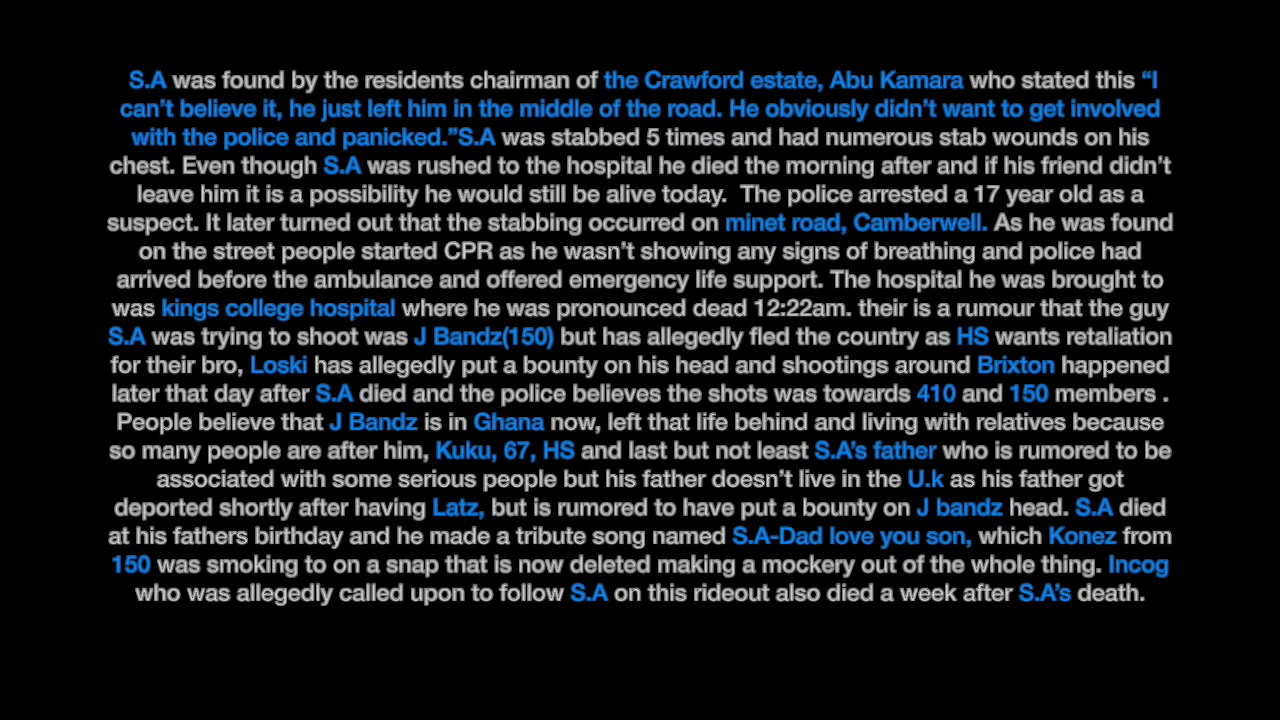 S.A was found by the residents chairman of the Crawford estate, Abu Kamara who stated this “I
can’t believe it, he just left him in the middle of the road. He obviously didn’t want to get involved
with the police and panicked.”S.A was stabbed 5 times and had numerous stab wounds on his
chest. Even though S.A was rushed to the hospital he died the morning after and if his friend didn’t
leave him it is a possibility he would still be alive today.  The police arrested a 17 year old as a
suspect. It later turned out that the stabbing occurred on minet road, Camberwell. As he was found
on the street people started CPR as he wasn’t showing any signs of breathing and police had
arrived before the ambulance and offered emergency life support. The hospital he was brought to
was kings college hospital where he was pronounced dead 12:22am. their is a rumour that the guy
S.A was trying to shoot was J Bandz(150) but has allegedly fled the country as HS wants retaliation
for their bro, Loski has allegedly put a bounty on his head and shootings around Brixton happened
later that day after S.A died and the police believes the shots was towards 410 and 150 members .
People believe that J Bandz is in Ghana now, left that life behind and living with relatives because
so many people are after him, Kuku, 67, HS and last but not least S.A’s father who is rumored to be
associated with some serious people but his father doesn’t live in the U.k as his father got
deported shortly after having Latz, but is rumored to have put a bounty on J bandz head. S.A died
at his fathers birthday and he made a tribute song named S.A-Dad love you son, which Konez from
150 was smoking to on a snap that is now deleted making a mockery out of the whole thing. Incog
who was allegedly called upon to follow S.A on this rideout also died a week after S.A’s death.